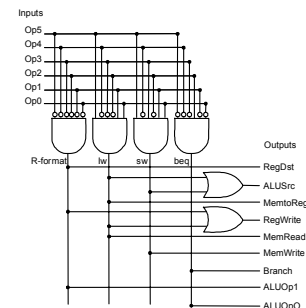 Inputs
Op5
Op4
Op3
Op2
Op1
Op0
R-format
lw
sw
beq
Outputs
RegDst
ALUSrc
MemtoReg
RegWrite
MemRead
MemWrite
Branch
ALUOp1
ALUOpO